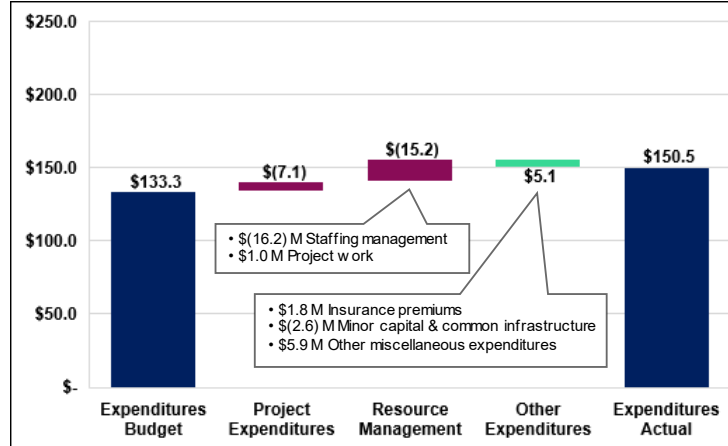 $250.0
$200.0
$150.0
$100.0
$50.0
$-
$133.3
$(7.1)
$(15.2)
$5.1
$150.5
• $(16.2) M Staffing management
• $1.0 M Project work
• $1.8 M Insurance premiums
• $(2.6) M Minor capital & common infrastructure
• $5.9 M Other miscellaneous expenditures
Expenditures
Budget
Project
Expenditures
Resource
Management
Other
Expenditures
Expenditures
Actual